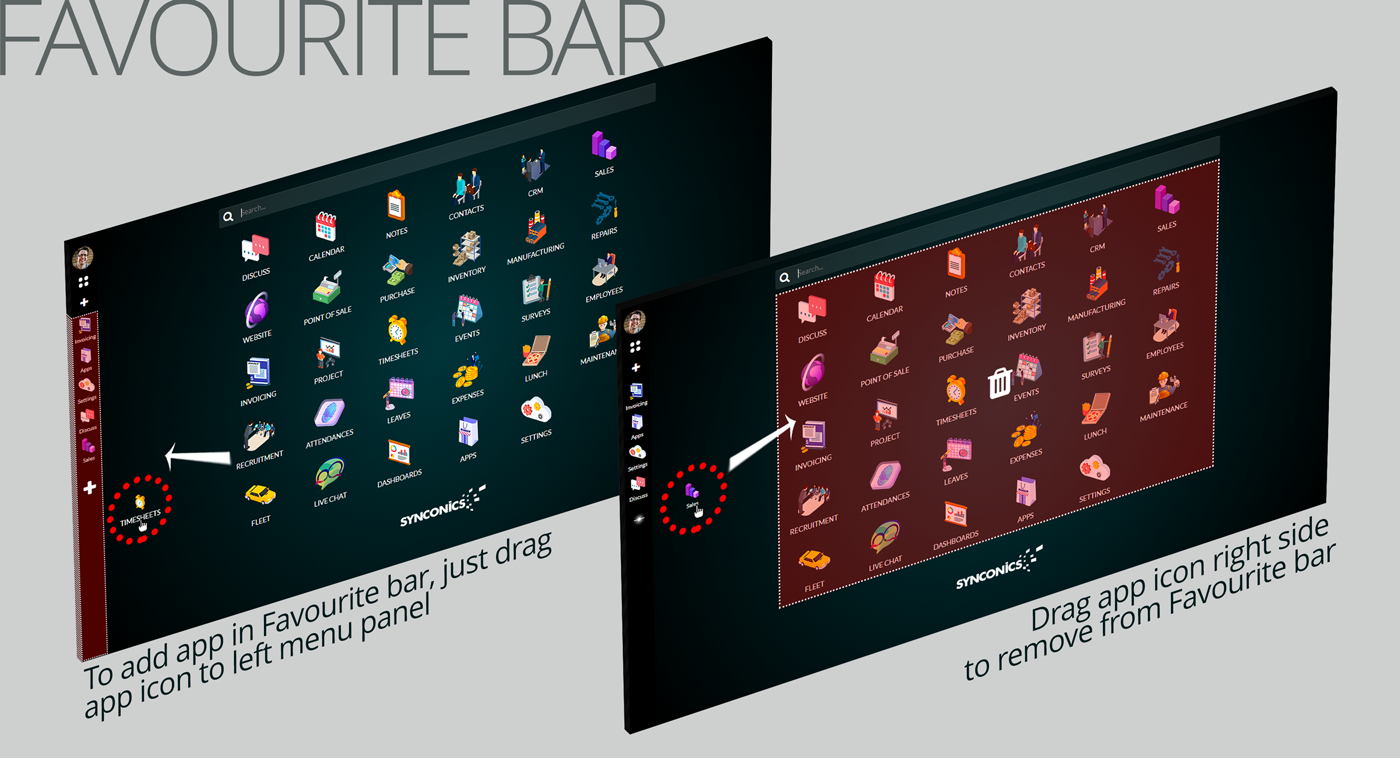 FAVOURITE BAR
Search...
DISCUSS
CALENDAR
NOTES
CONTACTS
CRM
SALES
WEBSITE
POINT OF SALE
PURCHASE
INVENTORY
MANUFACTURING
REPAIRS
INVOICING
PROJECT
TIMESHEETS
EVENTS
SURVEYS
EMPLOYEES
RECRUITMENT
ATTENDANCES
LEAVES
EXPENSES
LUNCH
MAINTENAN
FLEET
LIVE CHAT
DASHBOARDS
APPS
SETTINGS
Invoicing
Apps
Settings
Discuss
Sales
TIMESHEETS
SYNCONICS
To add app in Favourite bar, just drag
app icon to left menu panel
Search...
DISCUSS
CALENDAR
NOTES
CONTACTS
CRM
SALES
WEBSITE
POINT OF SALE
PURCHASE
INVENTORY
MANUFACTURING
REPAIRS
INVOICING
PROJECT
TIMESHEETS
EVENTS
SURVEYS
EMPLOYEES
RECRUITMENT
ATTENDANCES
LEAVES
EXPENSES
LUNCH
MAINTENANCE
FLEET
LIVE CHAT
DASHBOARDS
APPS
SETTINGS
Invoicing
Apps
Settings
Discuss
Sales
SYNCONICS
Drag app icon right side
to remove from Favourite bar